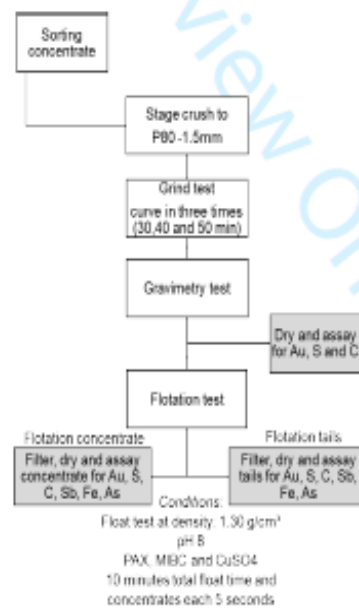 Sorting
concentrate
Stage crush to
P80 -1.5mm
Grind test
curve in three times
(30,40 and 50 min)
Gravimetry test
Dry and assay
for Au, S and C
Flotation test
Flotation concentrate
Filter, dry and assay
concentrate for Au, S,
C, Sb, Fe, As
Flotation tails
Filter, dry and assay
tails for Au, S, C, Sb,
Fe, As
Conditions:
Float test at density: 1.30 g/cm³
pH 8
PAX, MIBC and CuSO4
10 minutes total float time and
concentrates each 5 seconds
view On